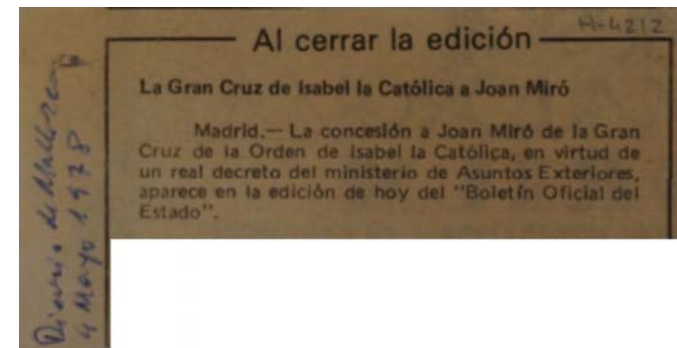 H-4212
Al cerrar la edición
La Gran Cruz de Isabel la Católica a Joan Miró
Madrid.— La concesión a Joan Miró de la Gran
Cruz de la Orden de Isabel la Católica, en virtud de
un real decreto del ministerio de Asuntos Exteriores,
aparece en la edición de hoy del "Boletín Oficial del
Estado".
Diario de Mallorca
4 Mayo 1978